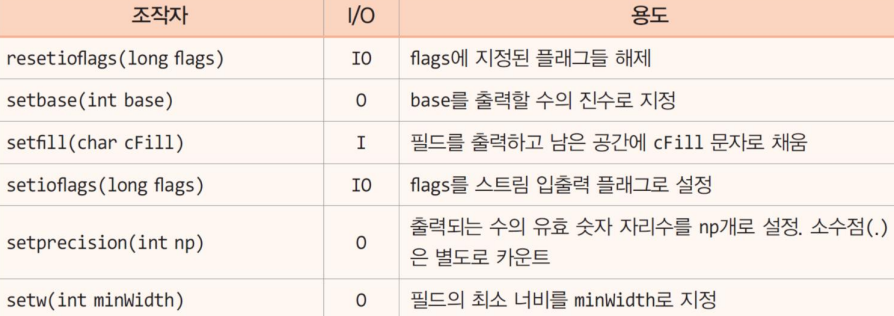 조작자 I/O 용도
resetioflags(long flags) IO flags에 지정된 플래그들 해제
setbase(int base) O base를 출력할 수의 진수로 지정
setfill(char cFill) I 필드를 출력하고 남은 공간에 cFill 문자로 채움
setioflags(long flags) IO flags를 스트림 입출력 플래그로 설정
setprecision(int np) O 출력되는 수의 유효 숫자 자리수를 np개로 설정. 소수점(.)
은 별도로 카운트
setw(int minWidth) O 필드의 최소 너비를 minWidth로 지정